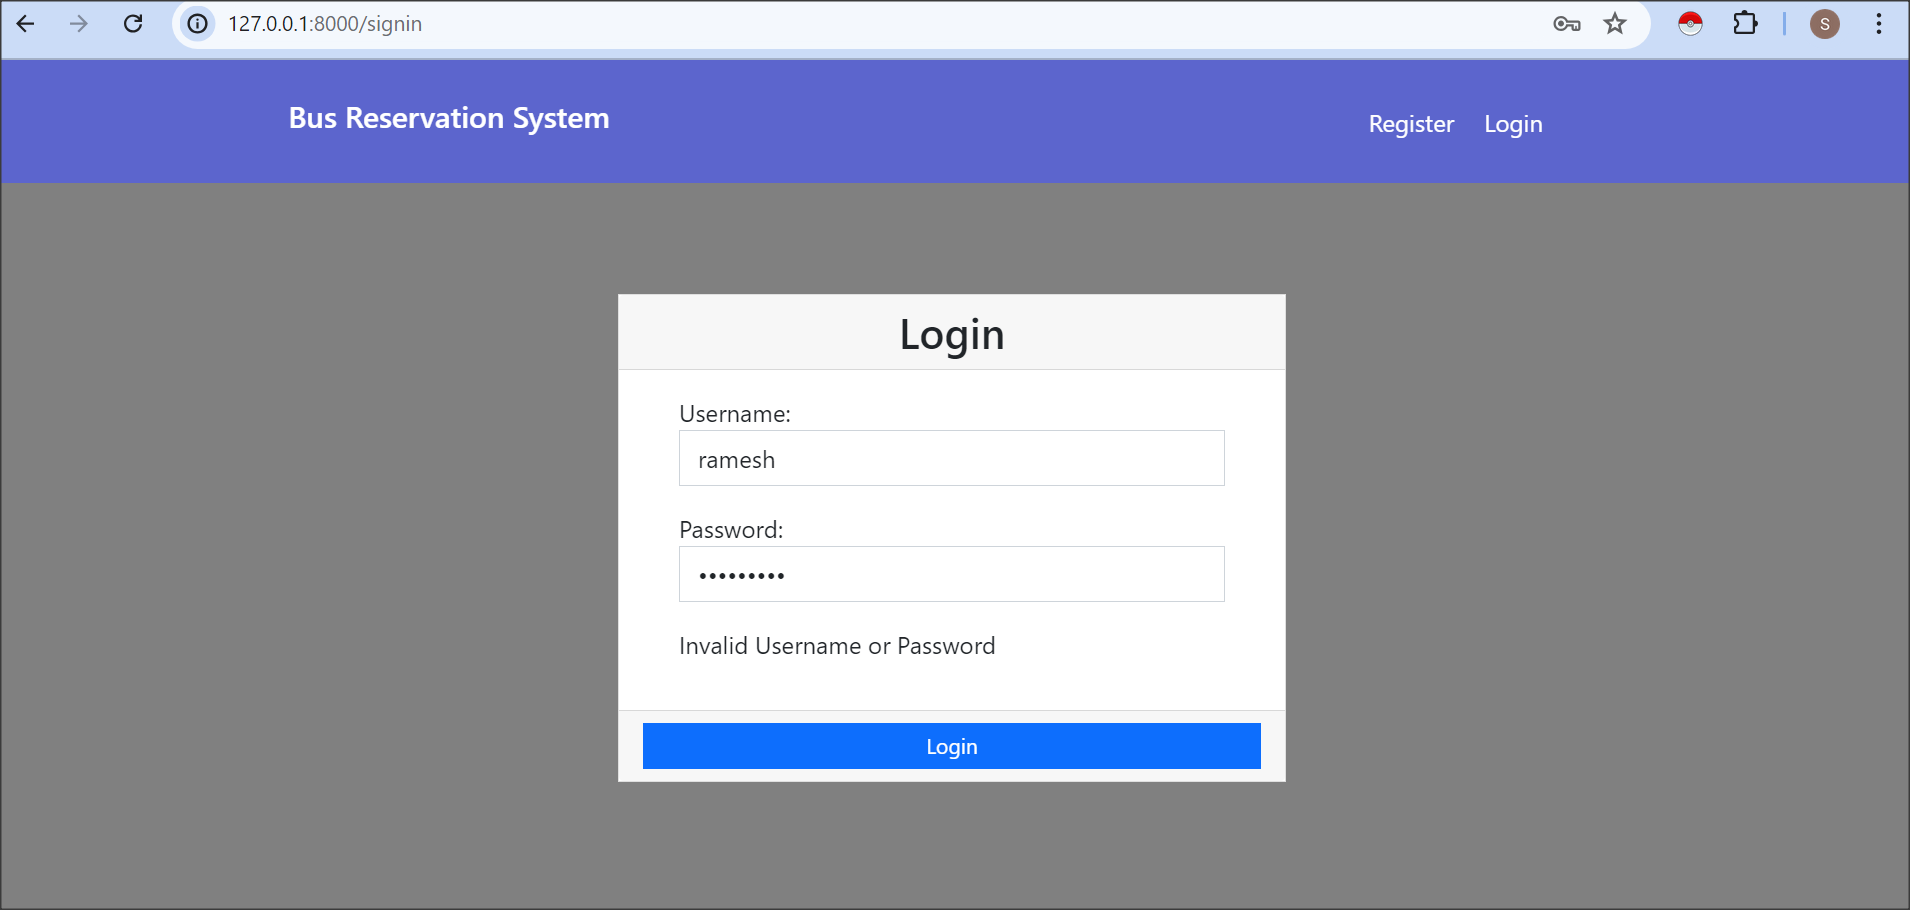 127.0.0.1:8000/signin
S
Bus Reservation System
Register Login
Login
Username:
ramesh
Password:
•••••••••
Invalid Username or Password
Login